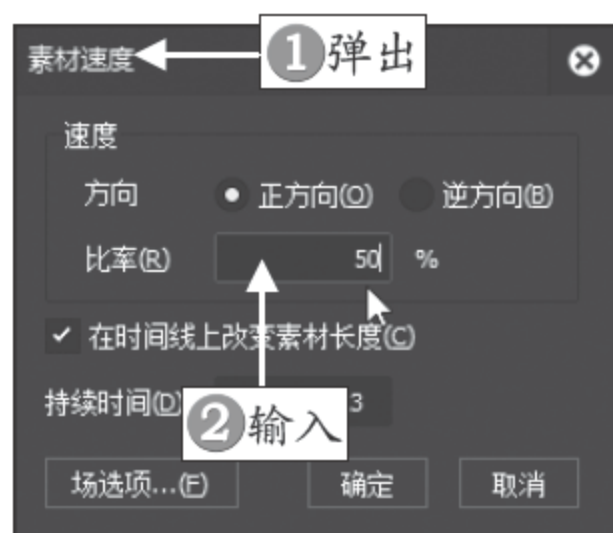 素材速度
1弹出
速度
方向 正方向(O) 逆方向(B)
比率(R) 50 %
在时间线上改变素材长度(C)
持续时间(D) 3
2输入
场选项...(F) 确定 取消